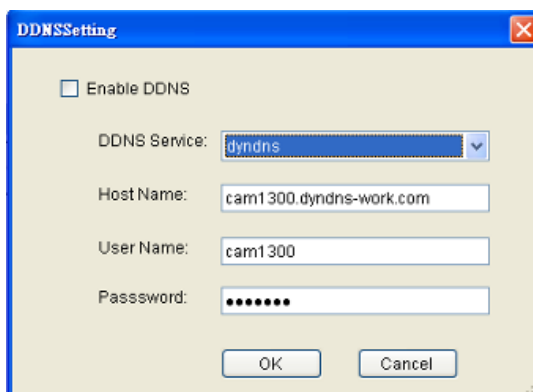 DDNSSetting
Enable DDNS
DDNS Service: dyndns
Host Name: cam1300.dyndns-work.com
User Name: cam1300
Passsword: •••••••
OK Cancel